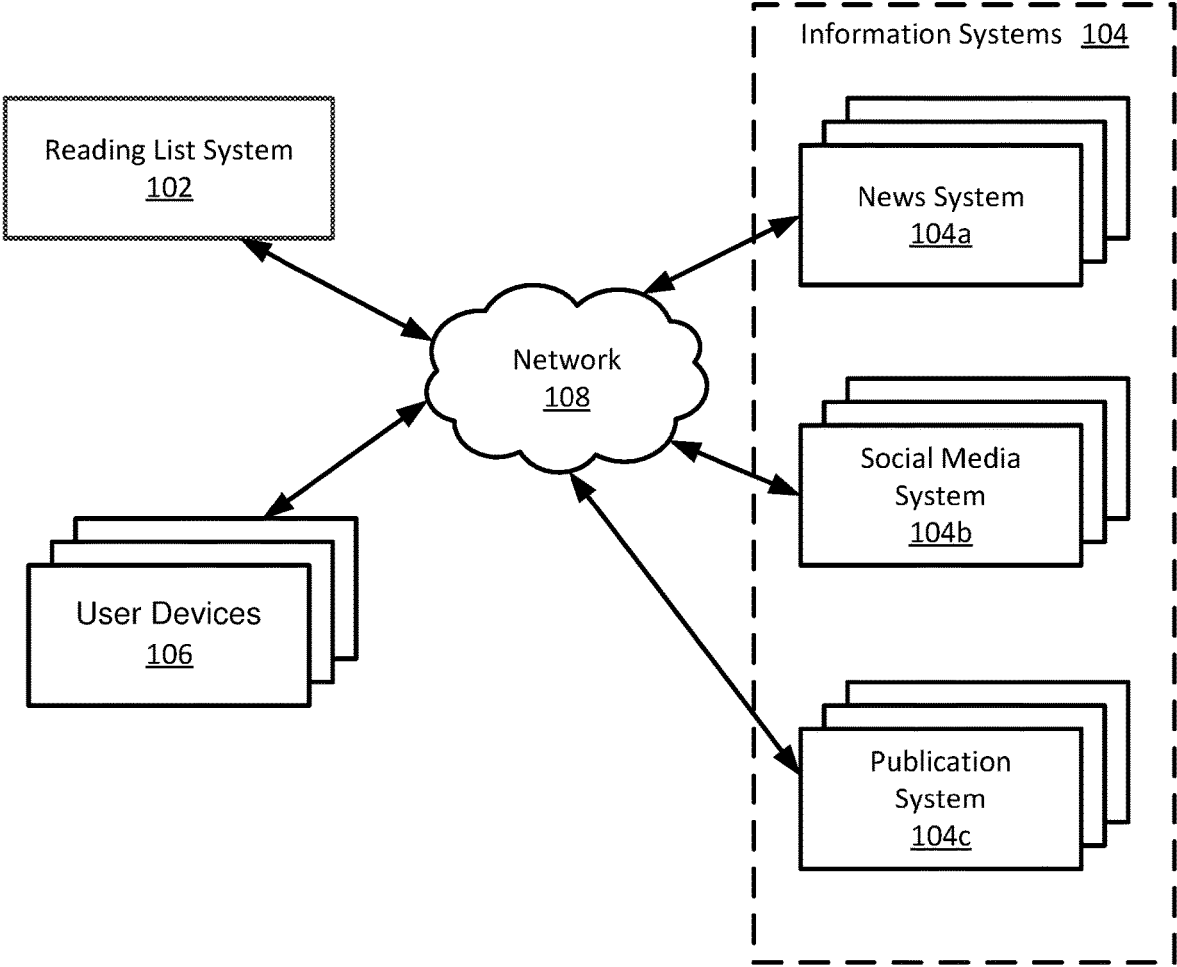 Information Systems 104
Reading List System
102
News System
104a
Network
108
Social Media
System
104b
User Devices
106
Publication
System
104c